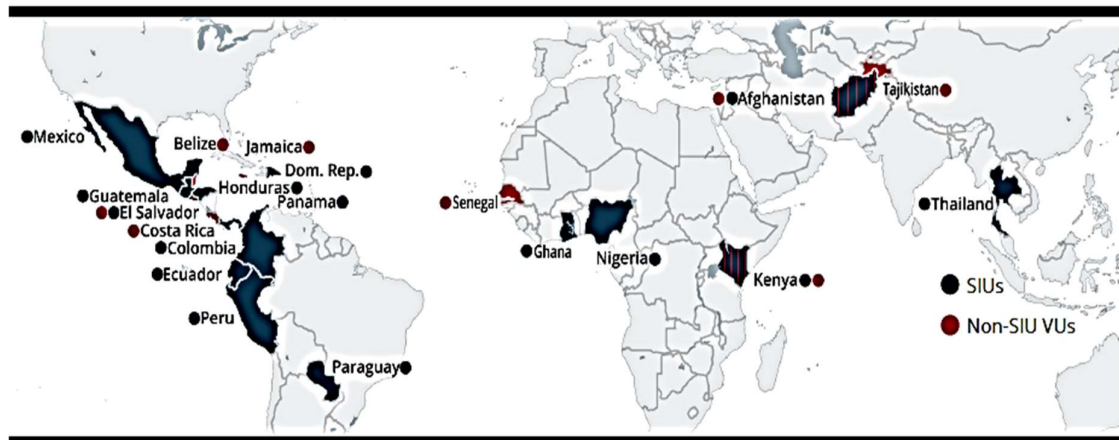 Mexico
Belize
Jamaica
Dom. Rep.
Guatemala
Honduras
Panama
El Salvador
Costa Rica
Colombia
Ecuador
Peru
Paraguay
Senegal
Ghana
Nigeria
Kenya
Afghanistan
Tajikistan
Thailand
SIUs
Non-SIU VUs